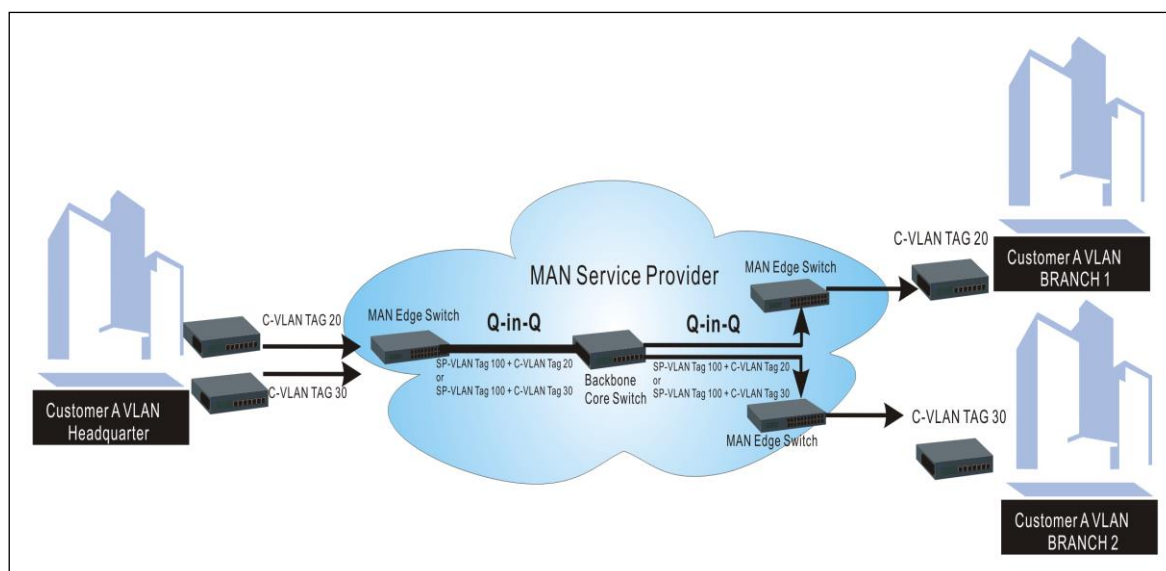 Customer A VLAN
Headquarter
C-VLAN TAG 20
C-VLAN TAG 30
MAN Service Provider
MAN Edge Switch
Q-in-Q
SP-VLAN Tag 100 + C-VLAN Tag 20
or
SP-VLAN Tag 100 + C-VLAN Tag 30
Backbone
Core Switch
Q-in-Q
SP-VLAN Tag 100 + C-VLAN Tag 20
or
SP-VLAN Tag 100 + C-VLAN Tag 30
MAN Edge Switch
MAN Edge Switch
C-VLAN TAG 20
Customer A VLAN
BRANCH 1
C-VLAN TAG 30
Customer A VLAN
BRANCH 2